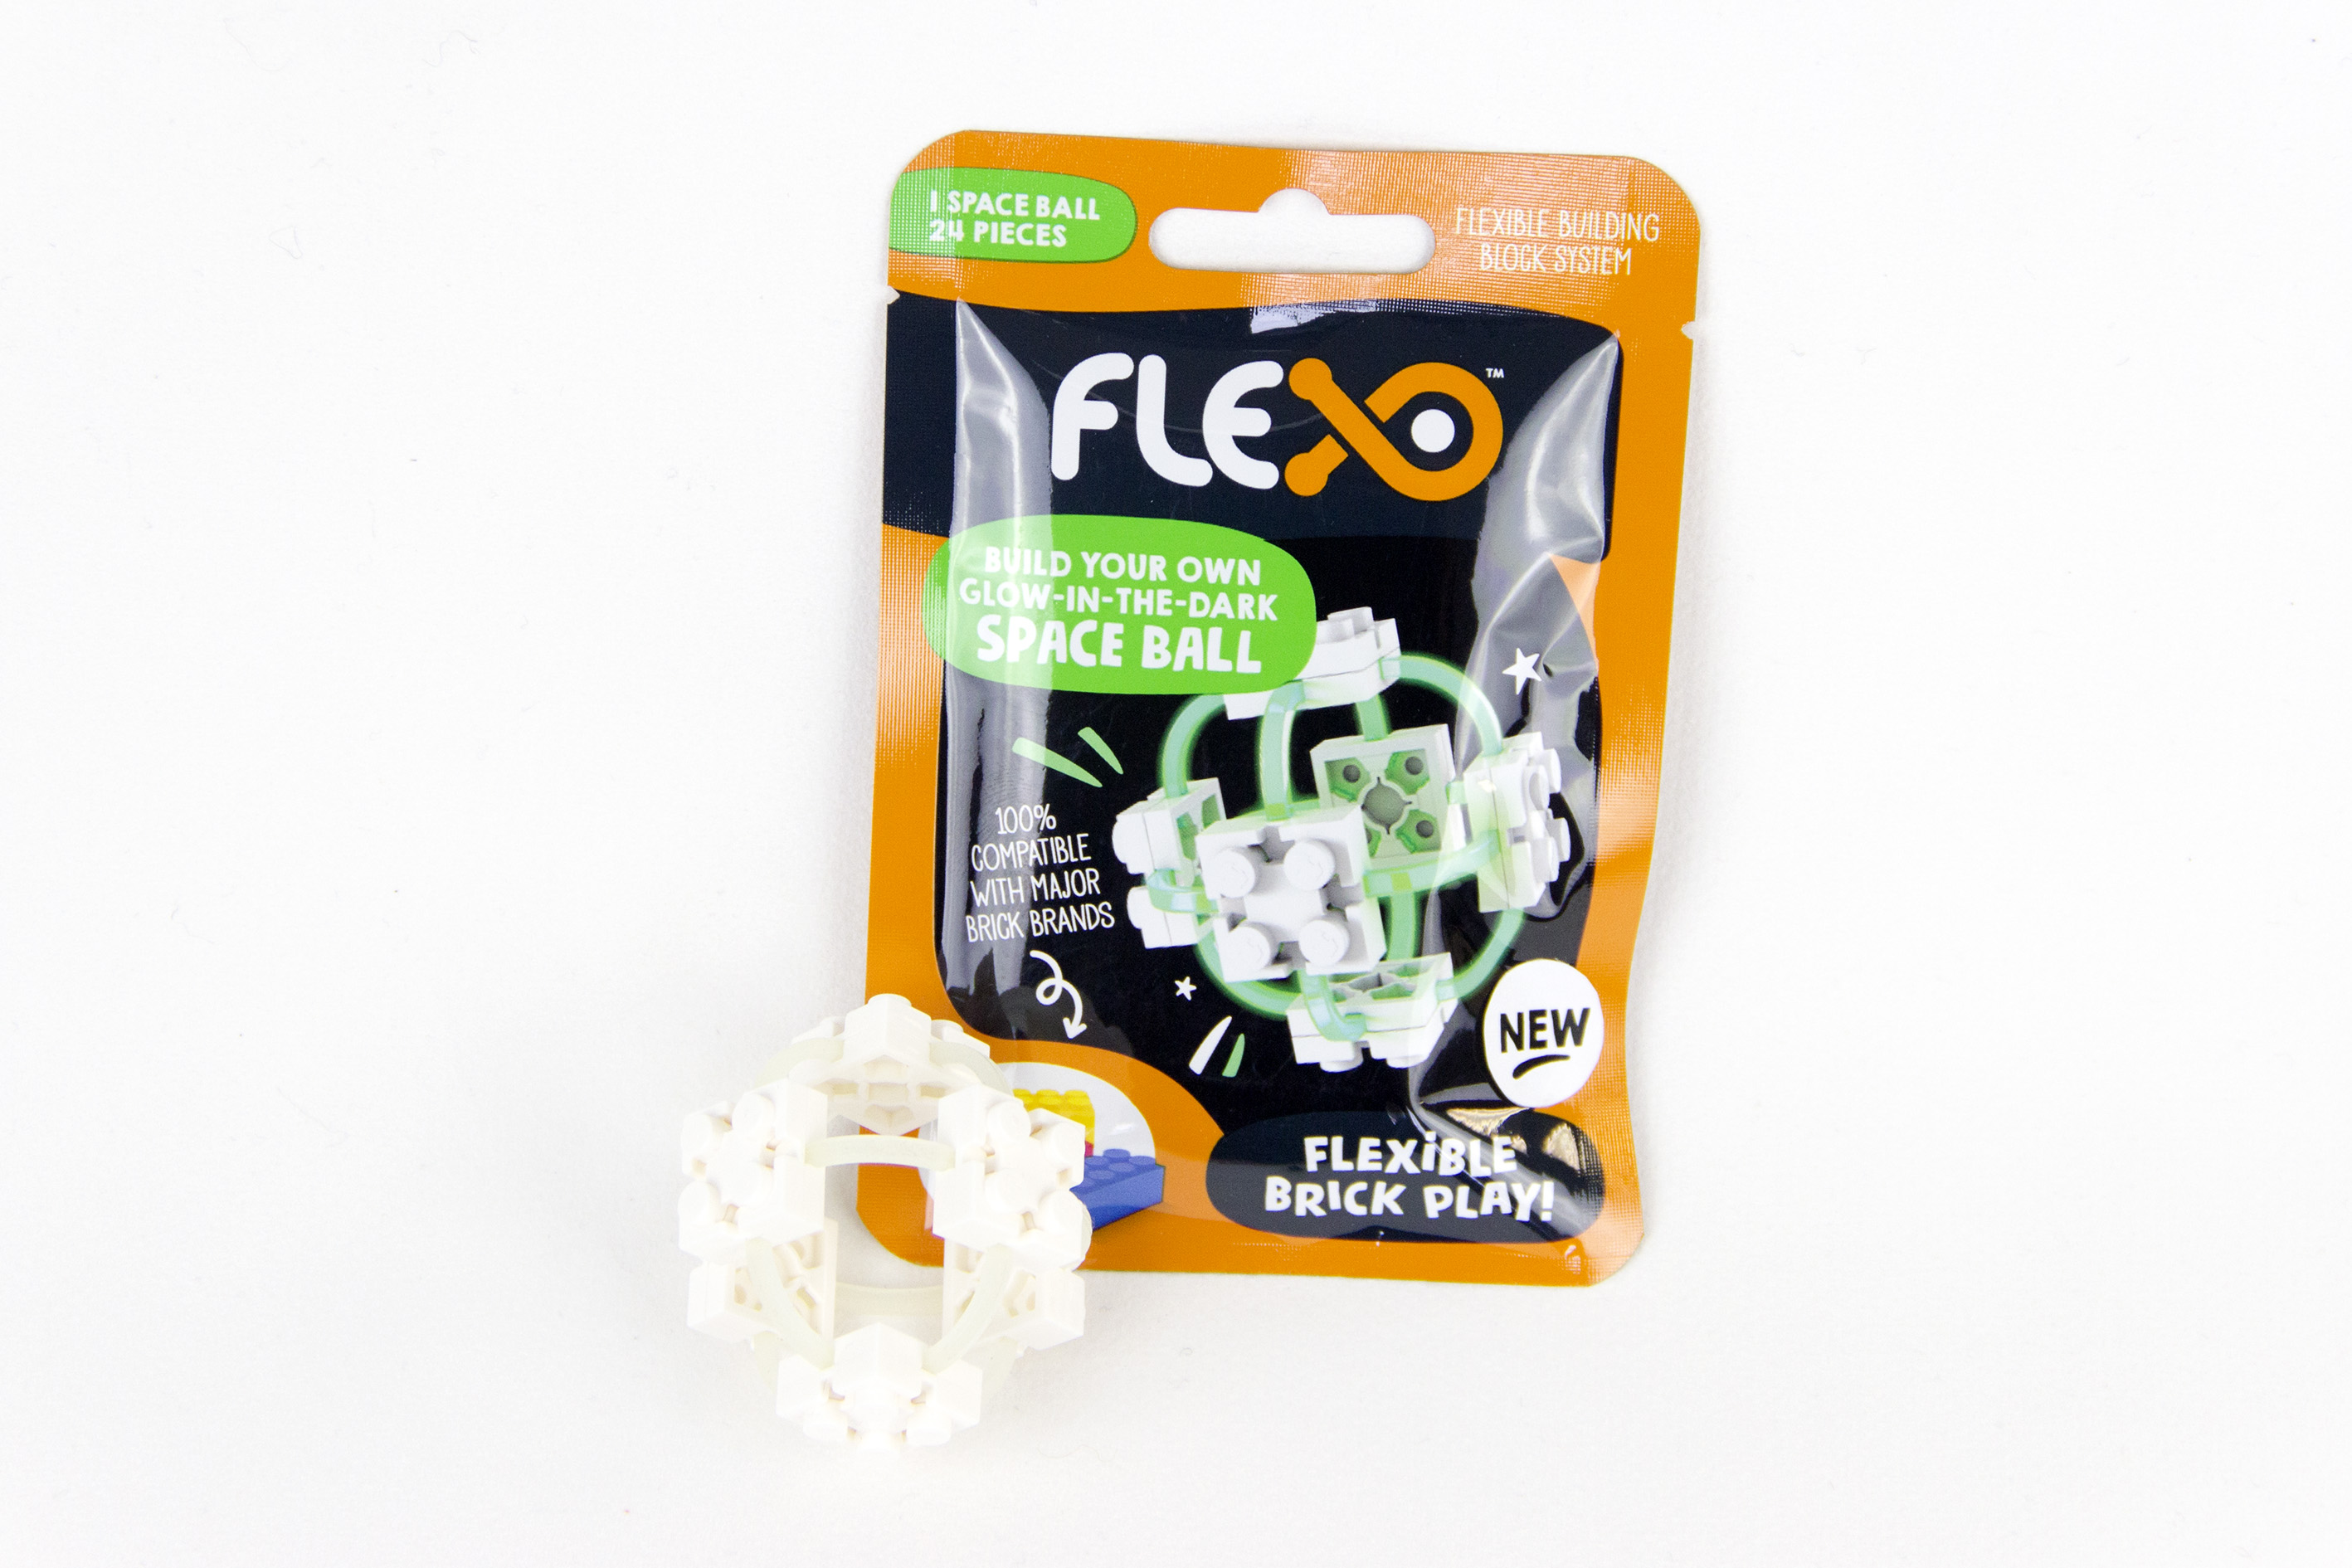 1 SPACE BALL
24 PIECES
FLEXIBLE BUILDING
BLOCK SYSTEM
FLEXO™
BUILD YOUR OWN
GLOW-IN-THE-DARK
SPACE BALL
100%
COMPATIBLE
WITH MAJOR
BRICK BRANDS
NEW
FLEXiBLE
BRICK PLAY!